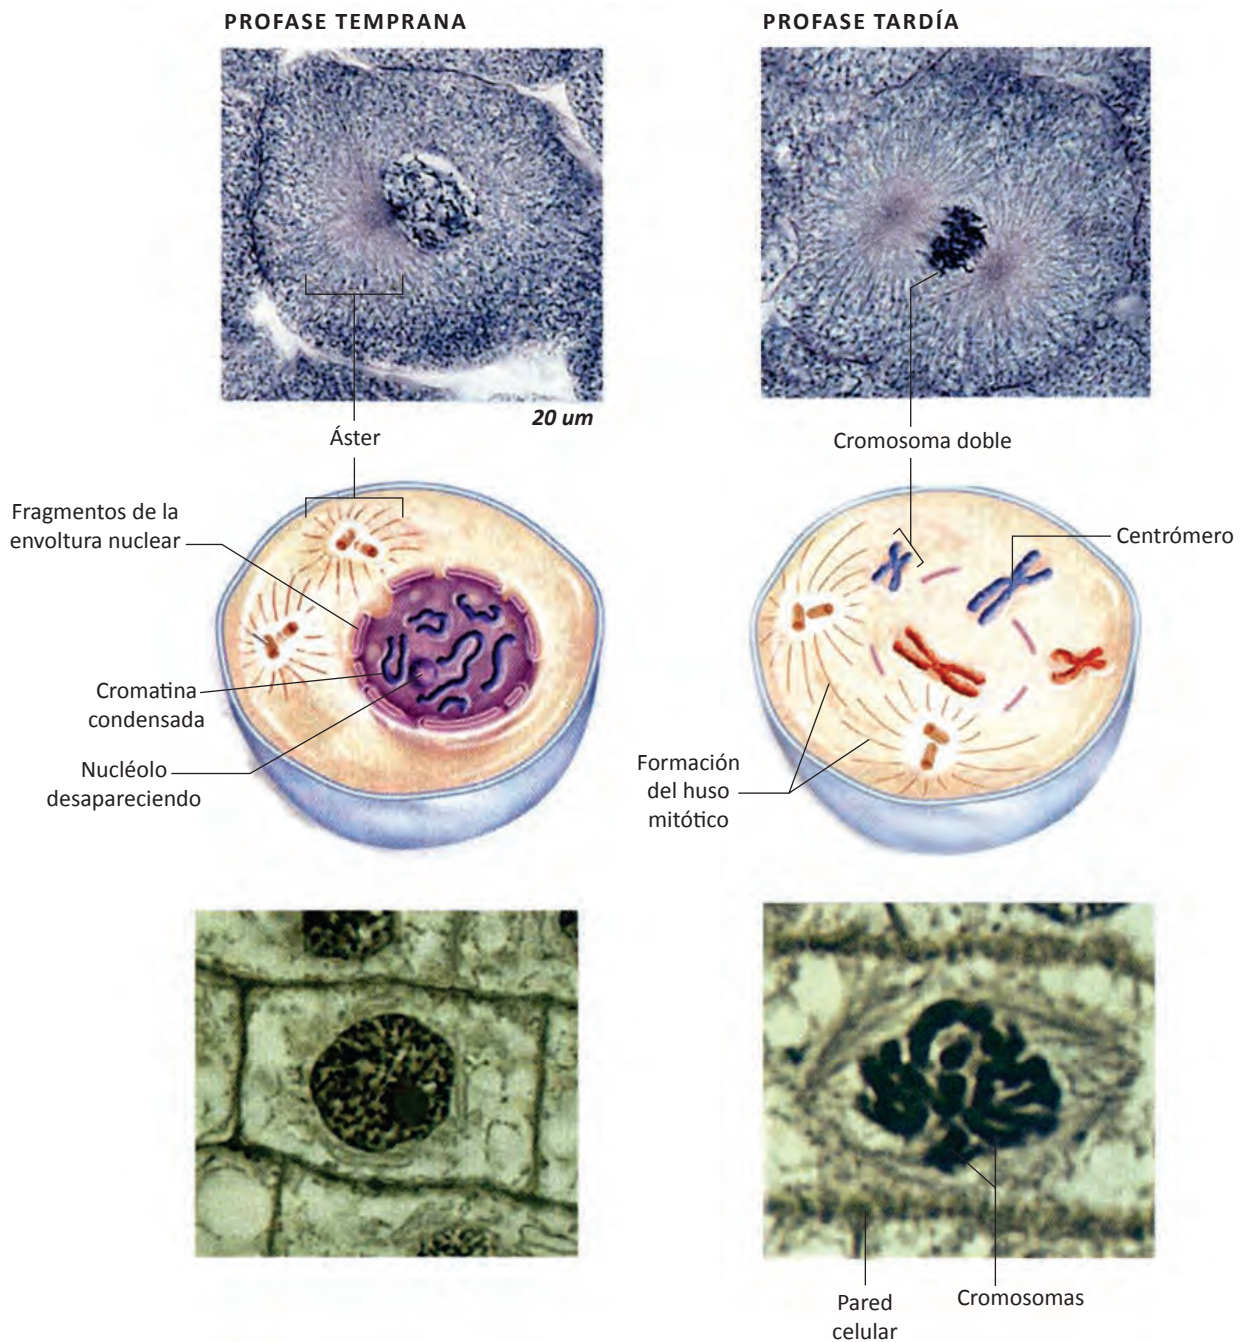 PROFASE TEMPRANA
PROFASE TARDÍA
20 um
Áster
Cromosoma doble
Fragmentos de la
envoltura nuclear
Centrómero
Cromatina
condensada
Nucléolo
desapareciendo
Formación
del huso
mitótico
Pared
celular
Cromosomas